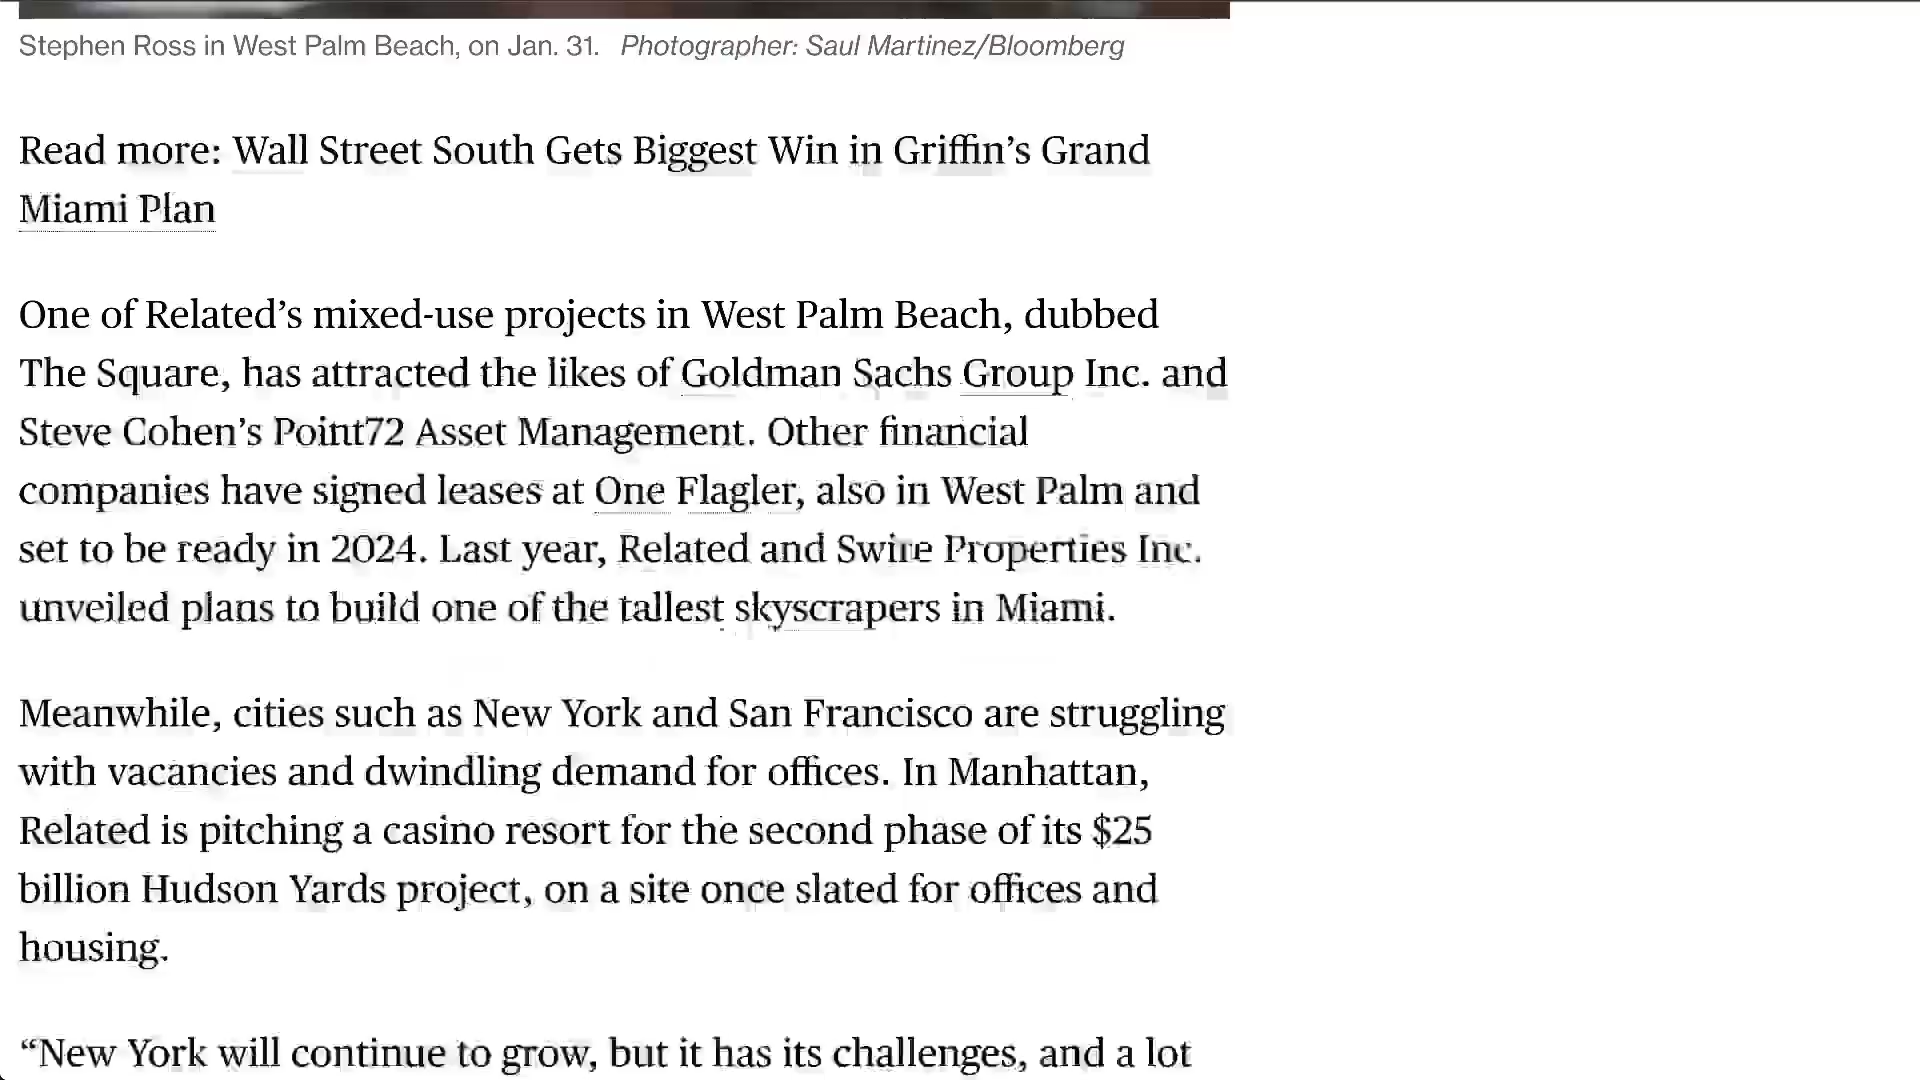 Stephen Ross in West Palm Beach, on Jan. 31. Photographer: Saul Martinez/Bloomberg
Read more: Wall Street South Gets Biggest Win in Griffin’s Grand
Miami Plan
One of Related’s mixed-use projects in West Palm Beach, dubbed
The Square, has attracted the likes of Goldman Sachs Group Inc. and
Steve Cohen’s Point72 Asset Management. Other financial
companies have signed leases at One Flagler, also in West Palm and
set to be ready in 2024. Last year, Related and Swire Properties Inc.
unveiled plans to build one of the tallest skyscrapers in Miami.
Meanwhile, cities such as New York and San Francisco are struggling
with vacancies and dwindling demand for offices. In Manhattan,
Related is pitching a casino resort for the second phase of its $25
billion Hudson Yards project, on a site once slated for offices and
housing.
“New York will continue to grow, but it has its challenges, and a lot